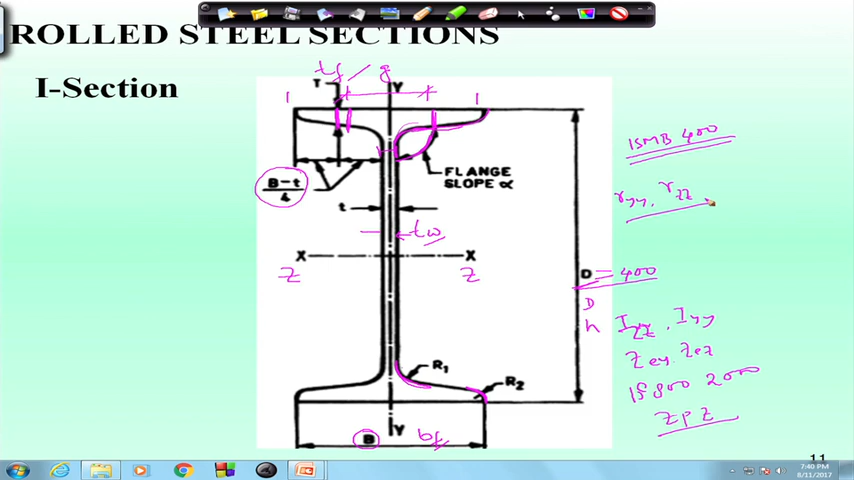 ROLLED STEEL SECTIONS
I-Section
tf
g
T
Y
1
1
ISMB 400
B-t
4
FLANGE
SLOPE α
ryy, rzz
t
tw
X
X
Z
Z
D = 400
D
h
Izz, Iyy
Zey, Zez
IS 800 2000
Zpz
R1
R2
B
Y
bf
11
7:40 PM
8/11/2017